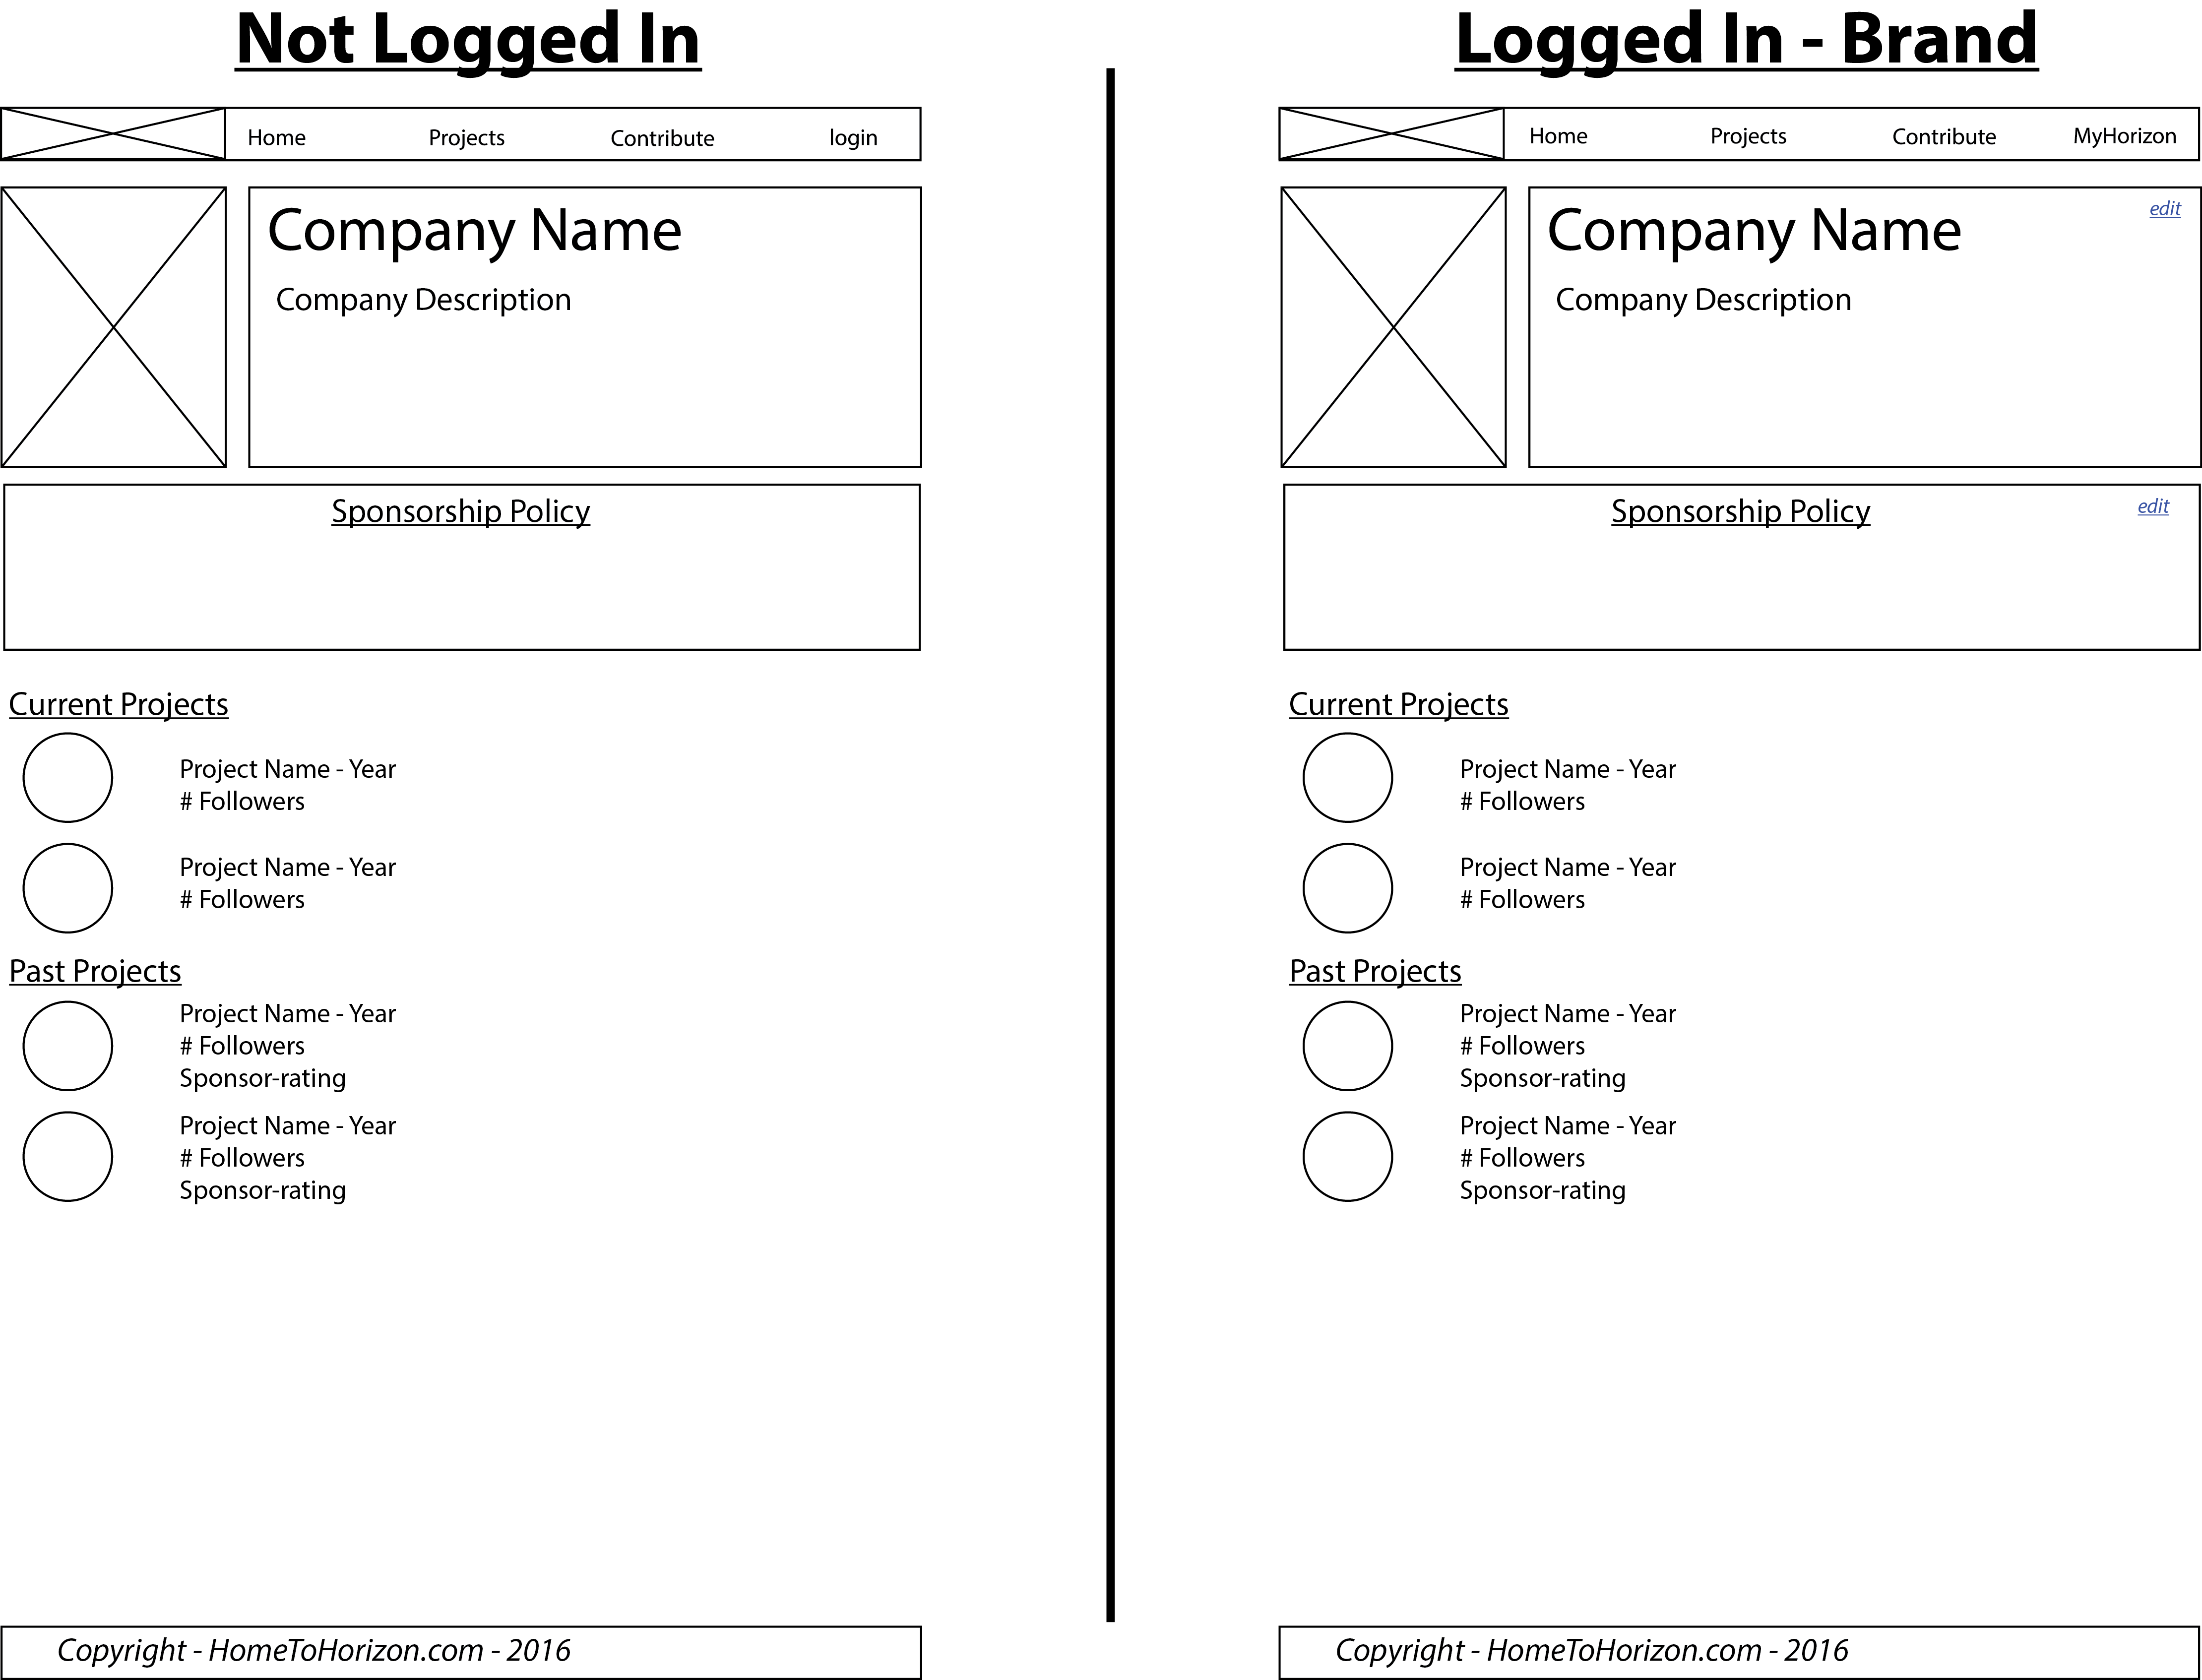 Not Logged In
Home Projects Contribute login
Company Name
Company Description
Sponsorship Policy
Current Projects
Project Name - Year
# Followers
Project Name - Year
# Followers
Past Projects
Project Name - Year
# Followers
Sponsor-rating
Project Name - Year
# Followers
Sponsor-rating
Copyright - HomeToHorizon.com - 2016
Logged In - Brand
Home Projects Contribute MyHorizon
Company Name edit
Company Description
Sponsorship Policy edit
Current Projects
Project Name - Year
# Followers
Project Name - Year
# Followers
Past Projects
Project Name - Year
# Followers
Sponsor-rating
Project Name - Year
# Followers
Sponsor-rating
Copyright - HomeToHorizon.com - 2016